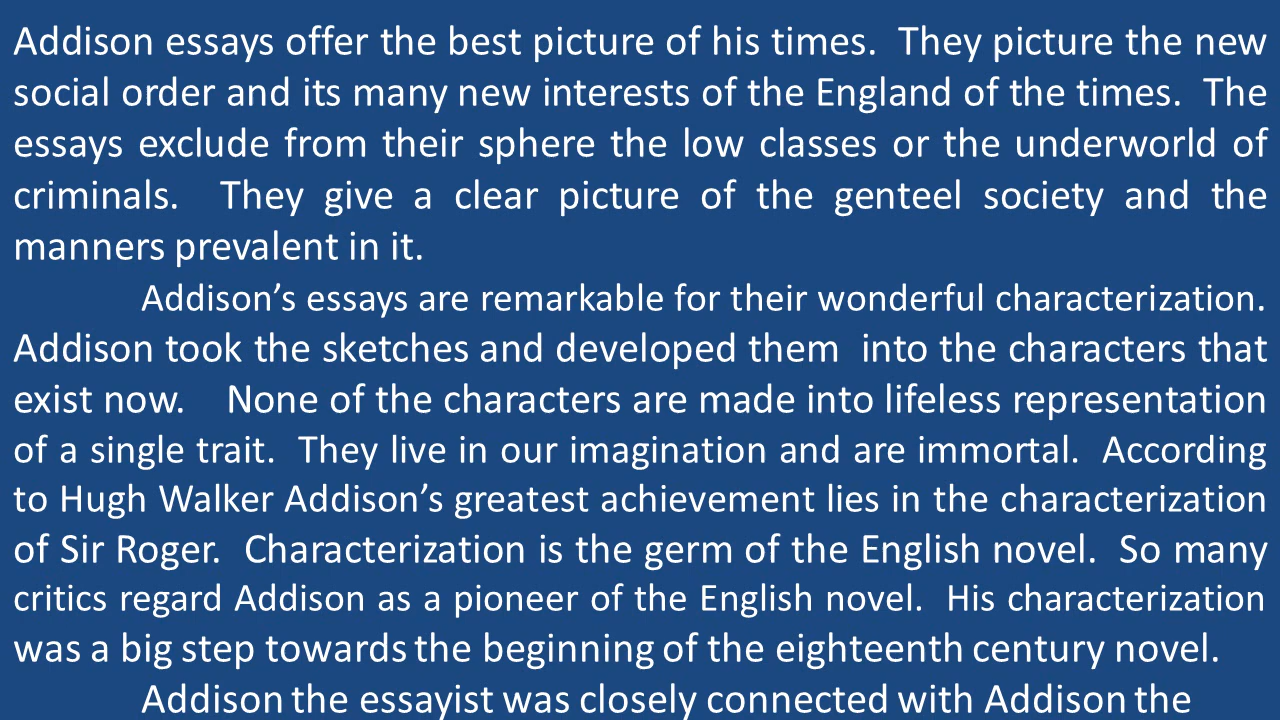 Addison essays offer the best picture of his times.  They picture the new
social order and its many new interests of the England of the times.  The
essays exclude from their sphere the low classes or the underworld of
criminals.  They give a clear picture of the genteel society and the
manners prevalent in it.
Addison’s essays are remarkable for their wonderful characterization.
Addison took the sketches and developed them  into the characters that
exist now.   None of the characters are made into lifeless representation
of a single trait.  They live in our imagination and are immortal.  According
to Hugh Walker Addison’s greatest achievement lies in the characterization
of Sir Roger.  Characterization is the germ of the English novel.  So many
critics regard Addison as a pioneer of the English novel.  His characterization
was a big step towards the beginning of the eighteenth century novel.
Addison the essayist was closely connected with Addison the